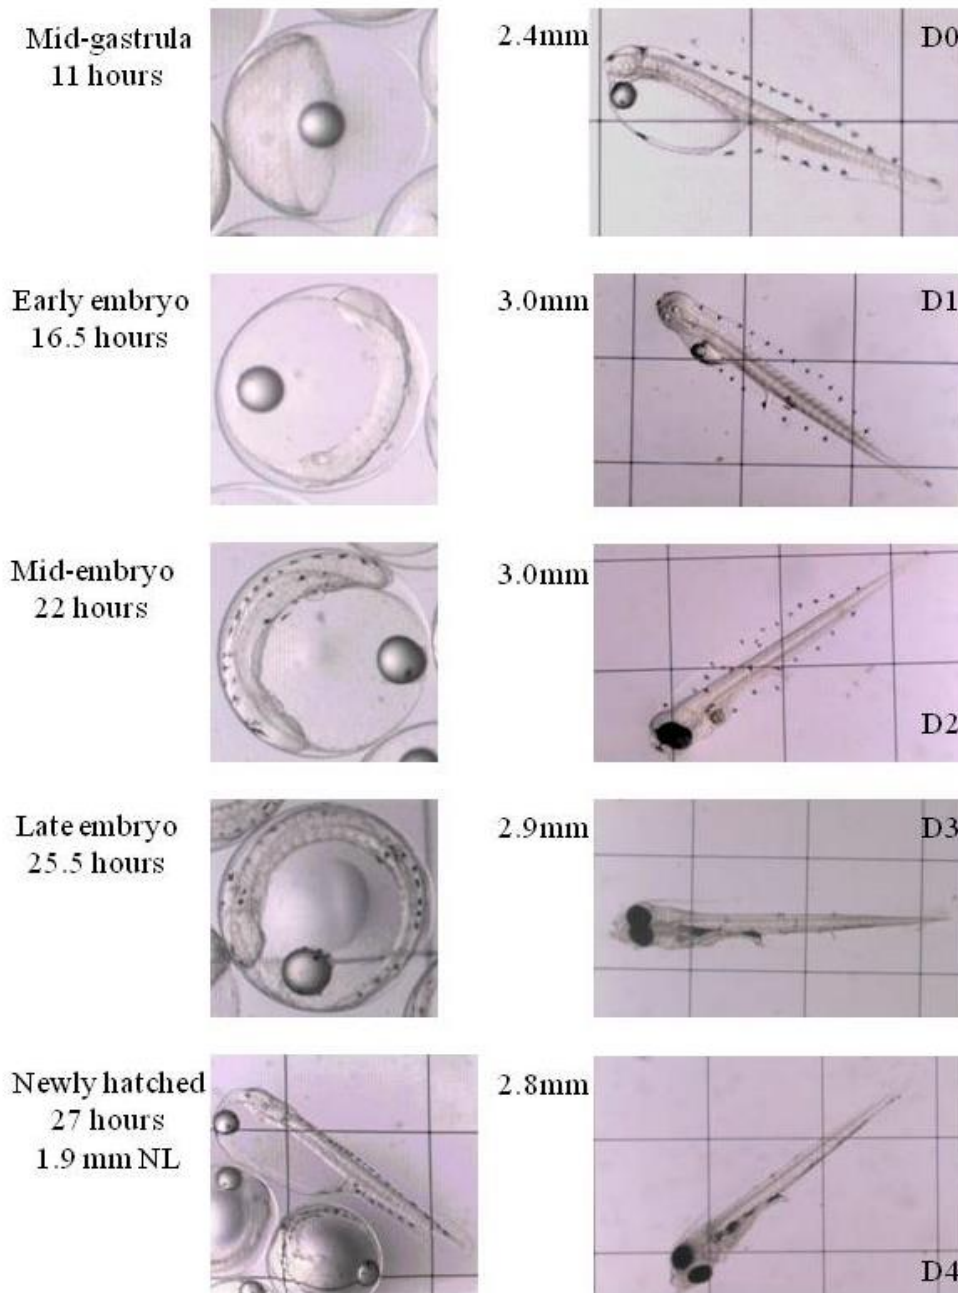 Mid-gastrula
11 hours
2.4mm
D0
Early embryo
16.5 hours
3.0mm
D1
Mid-embryo
22 hours
3.0mm
D2
Late embryo
25.5 hours
2.9mm
D3
Newly hatched
27 hours
1.9 mm NL
2.8mm
D4